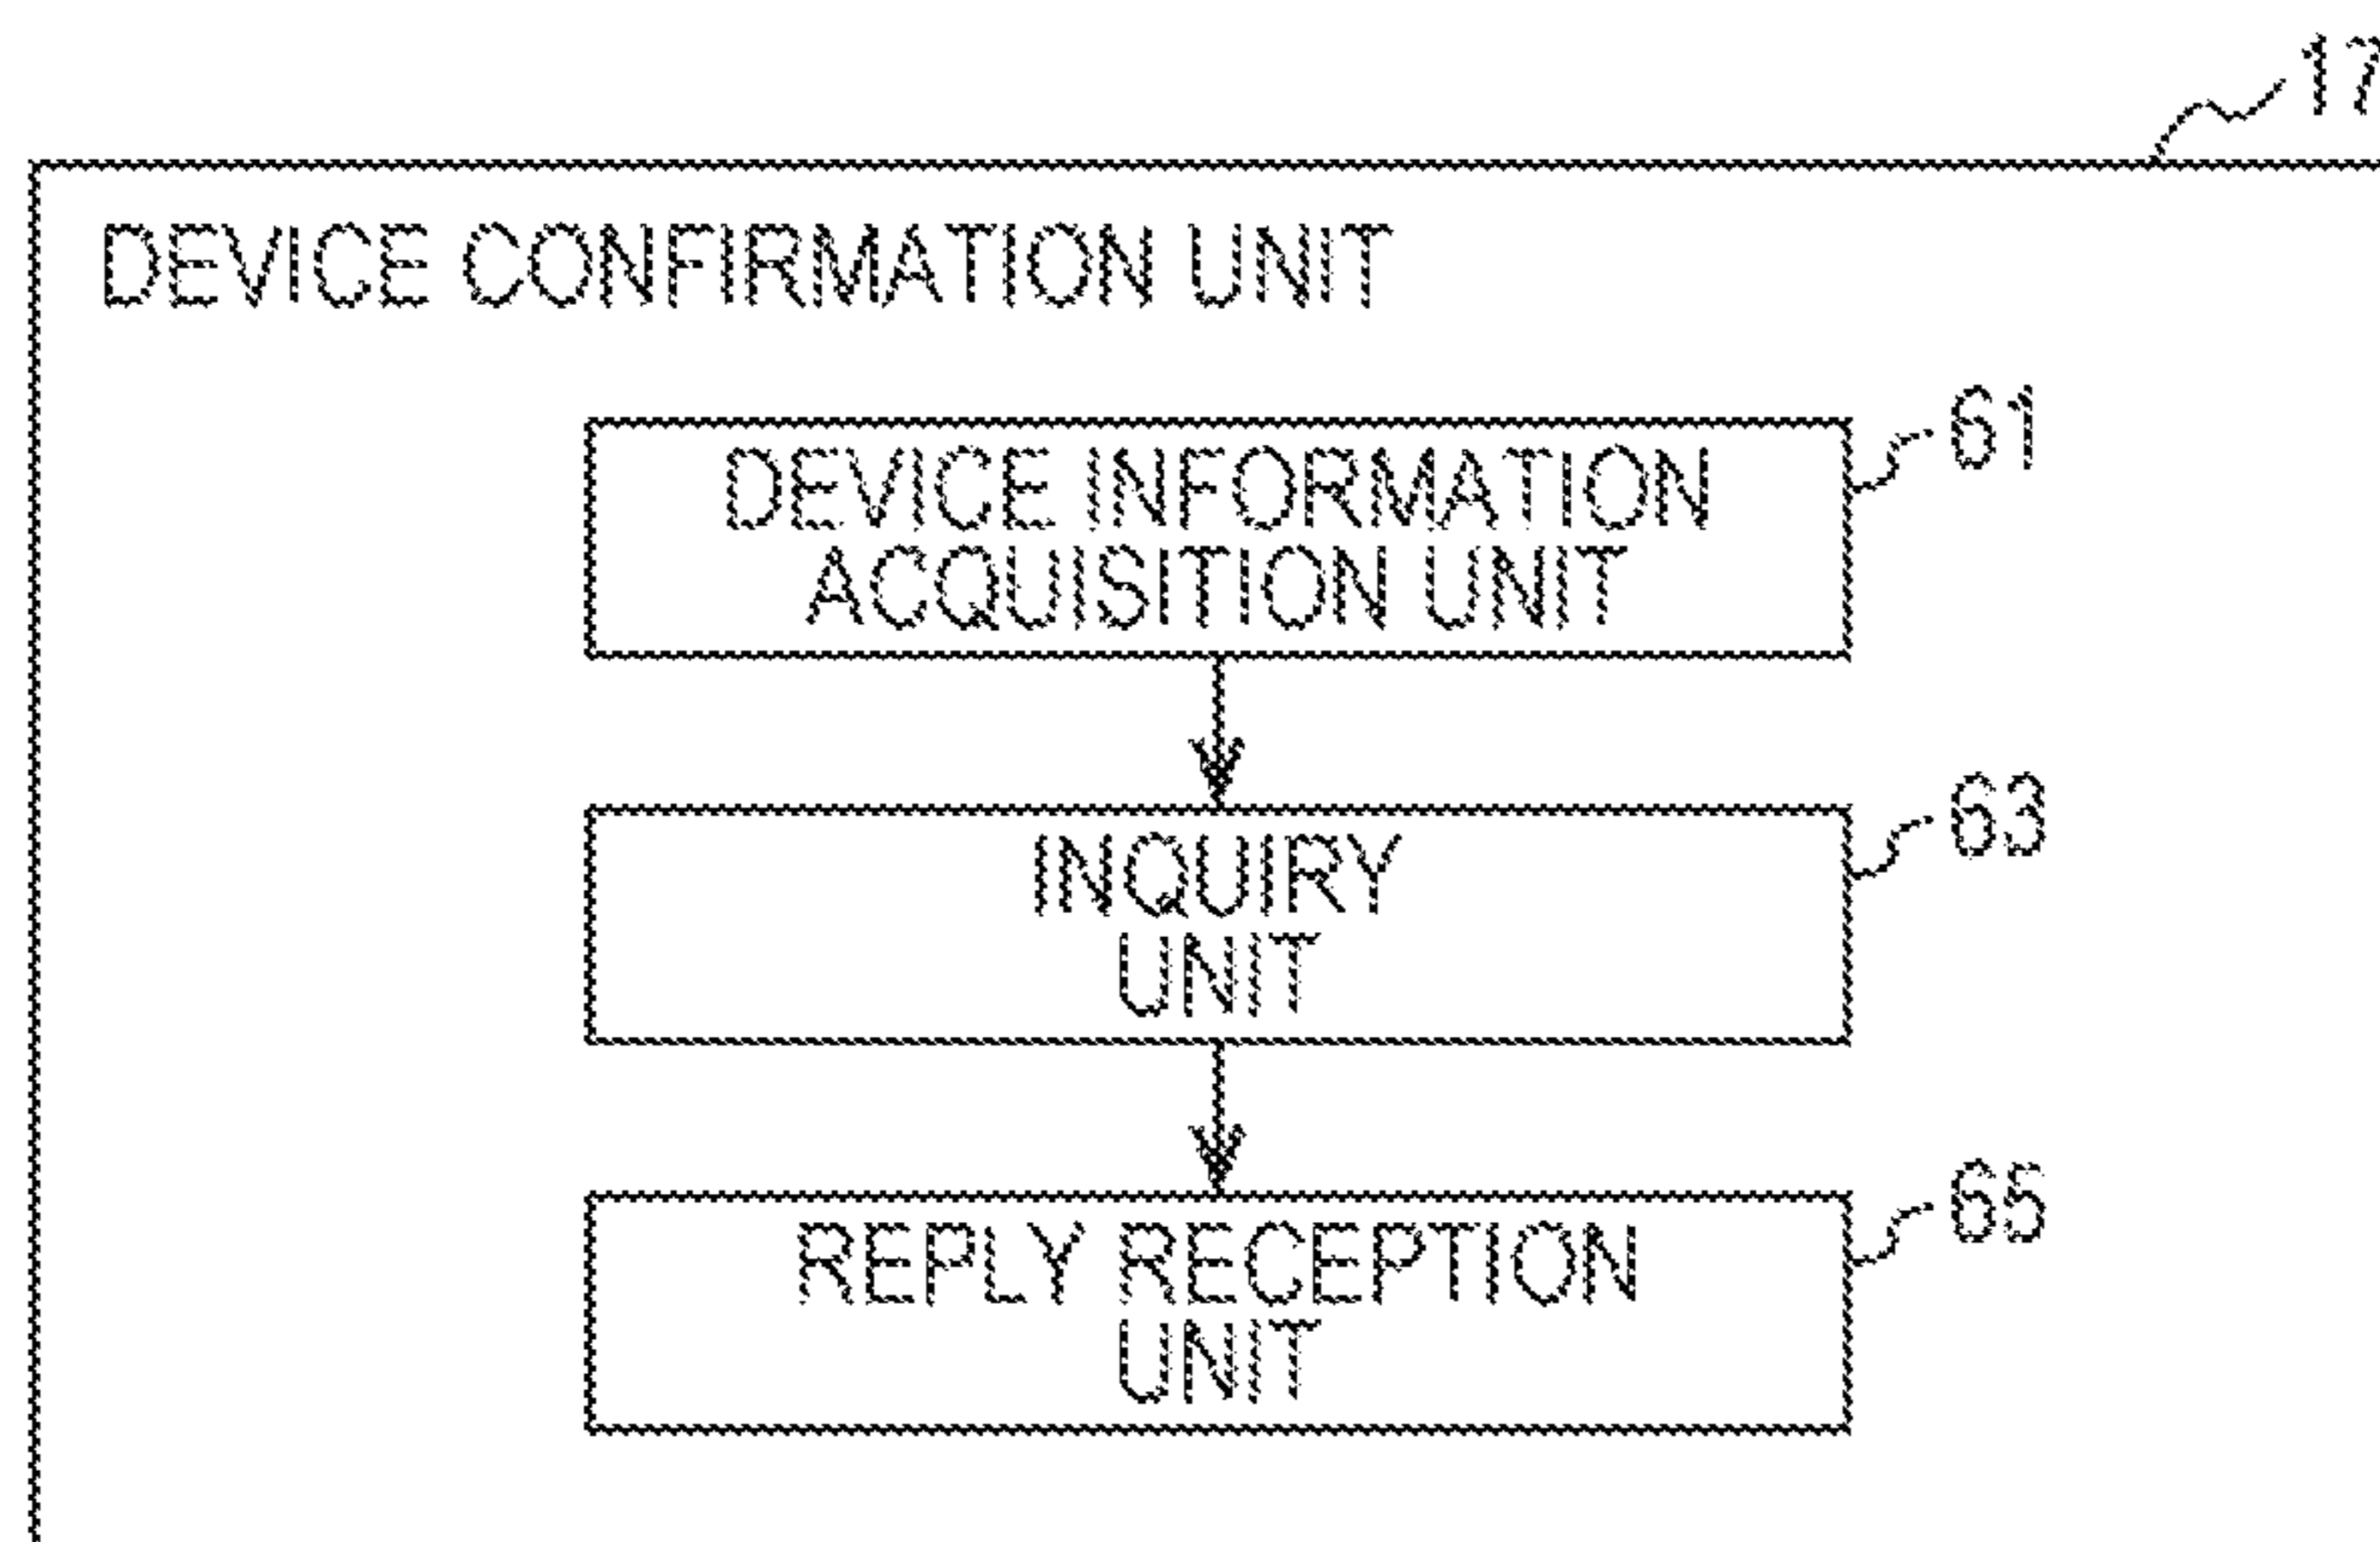 17
DEVICE CONFIRMATION UNIT
DEVICE INFORMATION
ACQUISITION UNIT
61
INQUIRY
UNIT
63
REPLY RECEPTION
UNIT
65